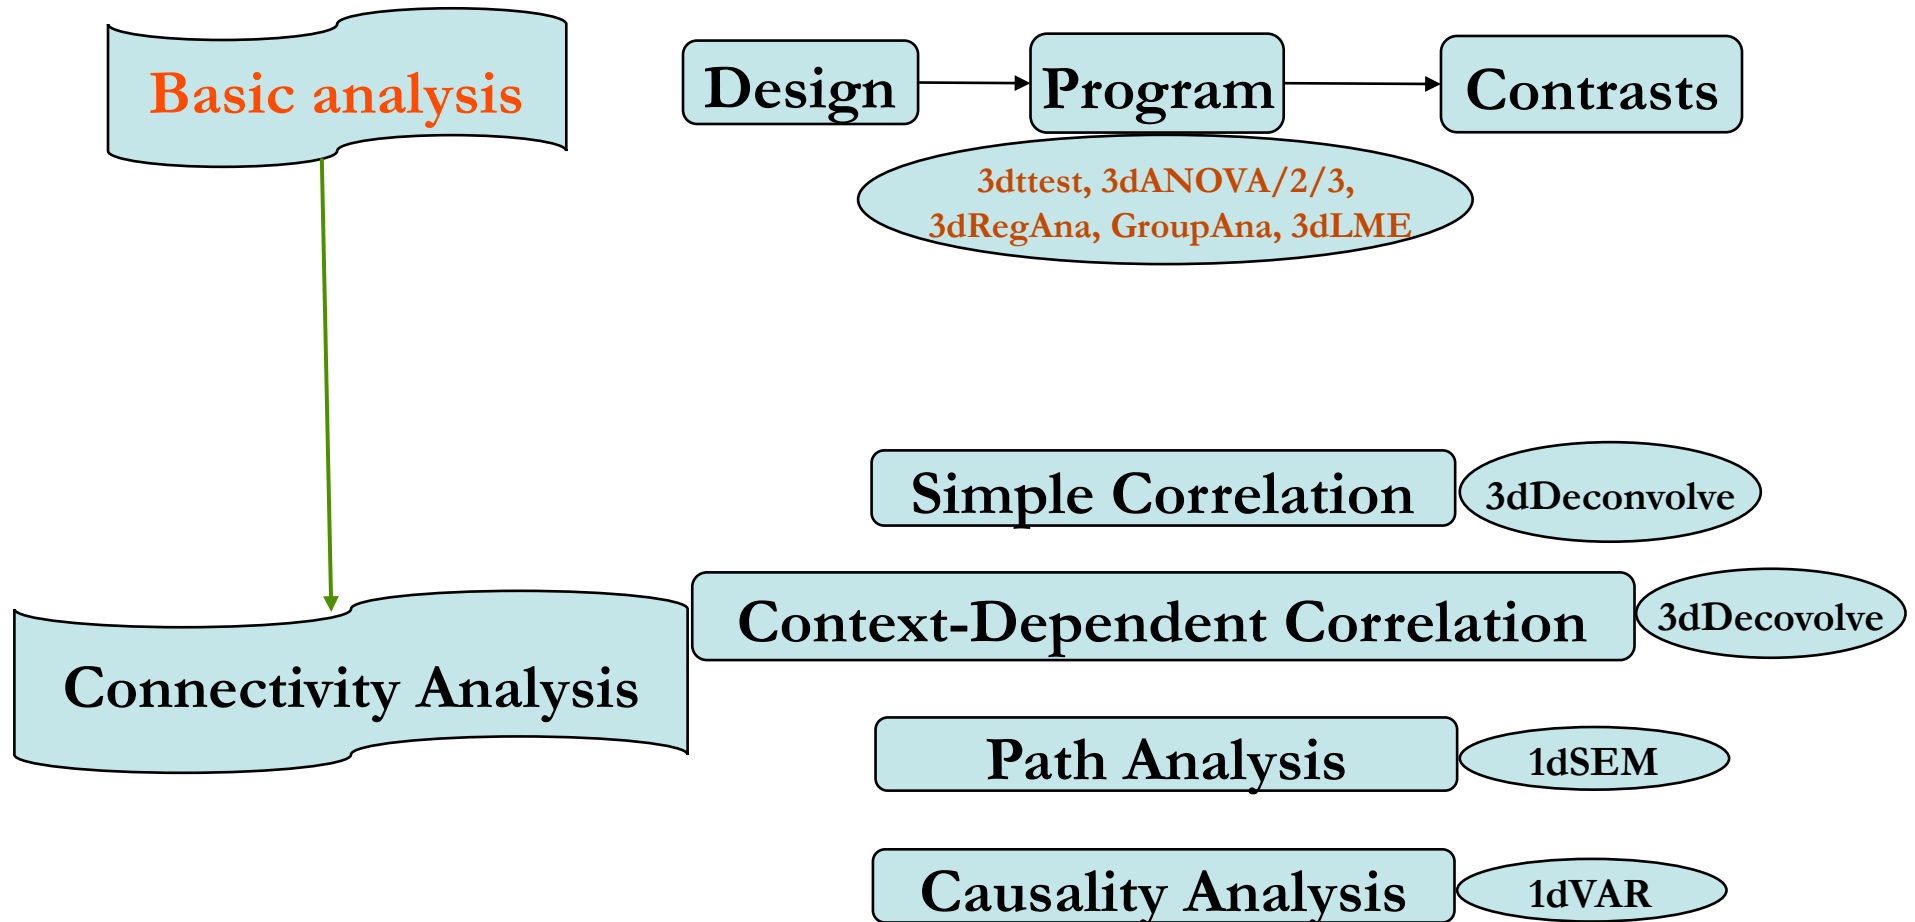 Basic analysis
Design
Program
Contrasts
3dttest, 3dANOVA/2/3,
3dRegAna, GroupAna, 3dLME
Simple Correlation
3dDeconvolve
Context-Dependent Correlation
3dDecovolve
Connectivity Analysis
Path Analysis
1dSEM
Causality Analysis
1dVAR